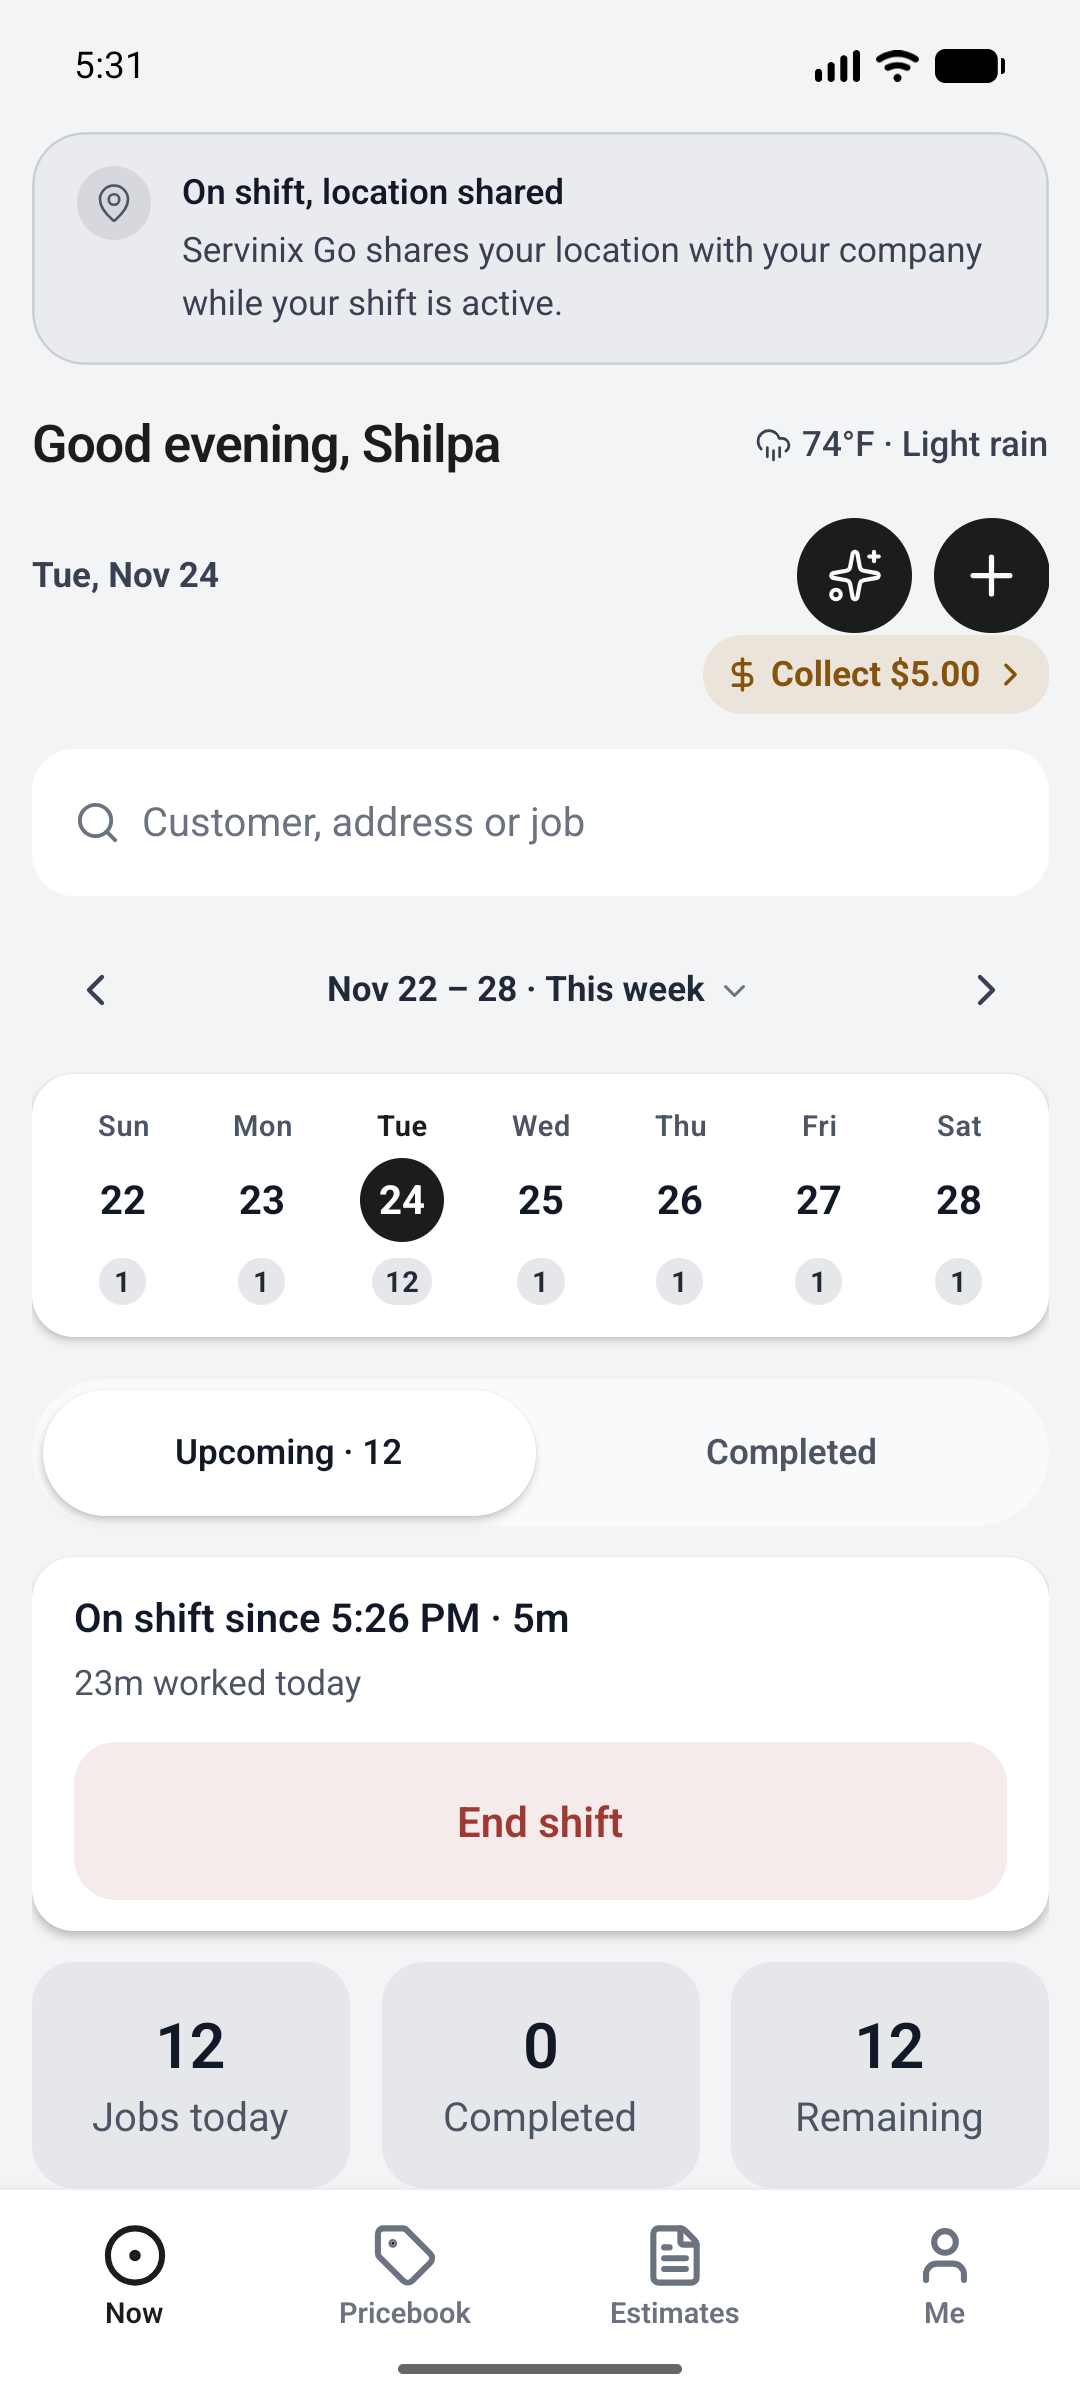 5:31
On shift, location shared
Servinix Go shares your location with your company
while your shift is active.
Good evening, Shilpa
74°F · Light rain
Tue, Nov 24
Collect $5.00
Customer, address or job
Nov 22 – 28 · This week
Sun Mon Tue Wed Thu Fri Sat
22 23 24 25 26 27 28
1 1 12 1 1 1 1
Upcoming · 12
Completed
On shift since 5:26 PM · 5m
23m worked today
End shift
12 0 12
Jobs today Completed Remaining
Now Pricebook Estimates Me